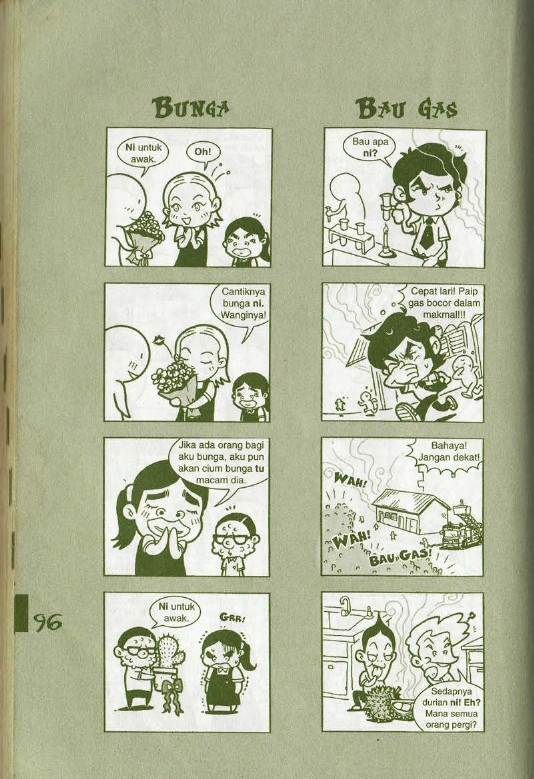 BUNGA
Ni untuk
awak.
Oh!
Cantiknya
bunga ni.
Wanginya!
Jika ada orang bagi
aku bunga, aku pun
akan cium bunga tu
macam dia.
Ni untuk
awak.
GRR!
BAU GAS
Bau apa
ni?
Cepat lari! Paip
gas bocor dalam
makmal!!!
Bahaya!
Jangan dekat!
WAH!
WAH!
BAU GAS!
Sedapnya
durian ni! Eh?
Mana semua
orang pergi?
96